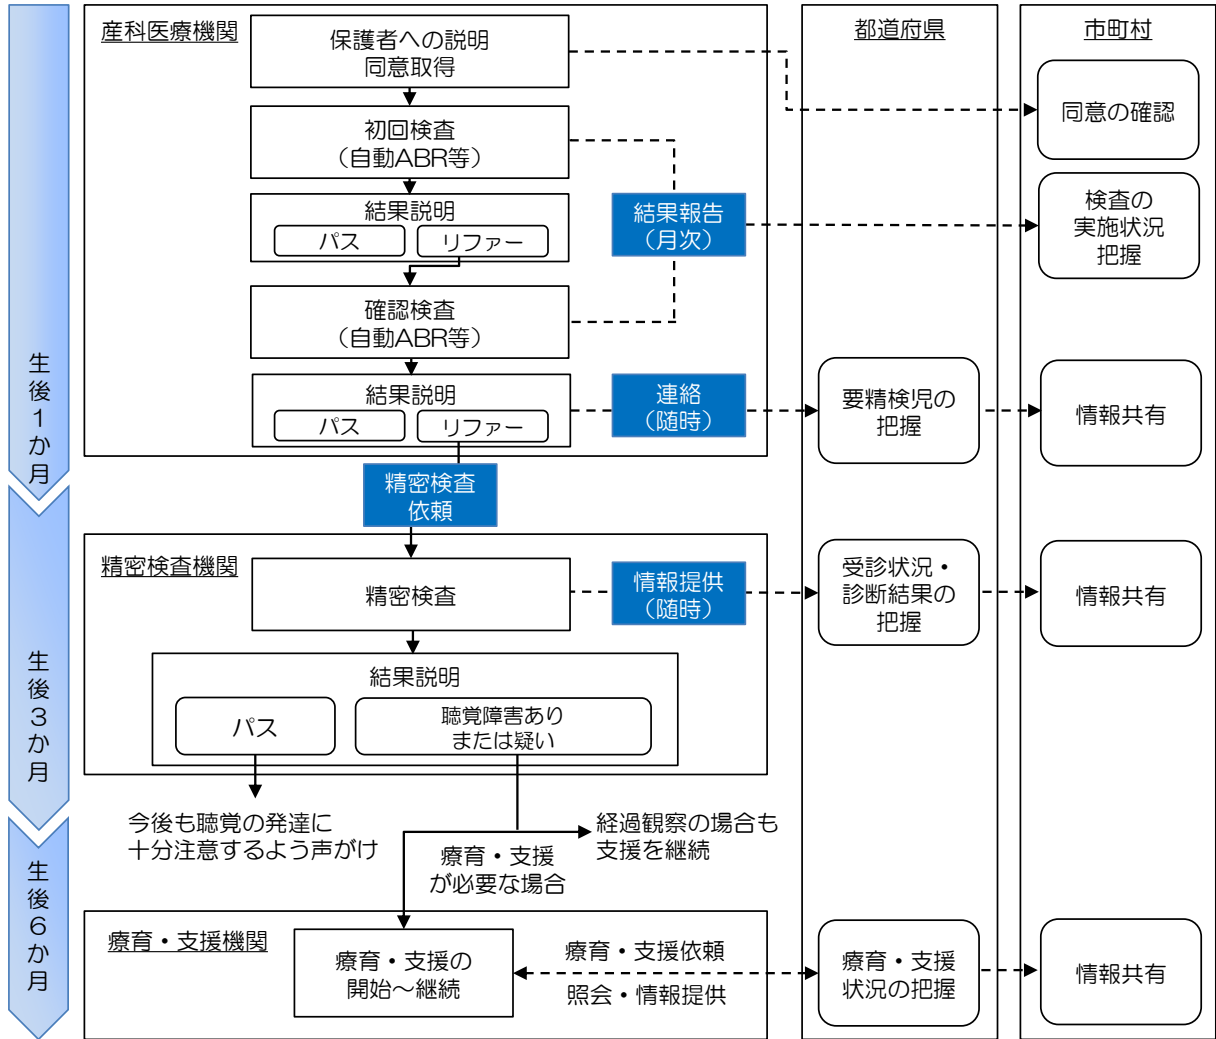 産科医療機関
保護者への説明
同意取得
初回検査
（自動ABR等）
結果説明
パス
リファー
確認検査
（自動ABR等）
結果説明
パス
リファー
結果報告
（月次）
連絡
（随時）
精密検査
依頼
都道府県
要精検児の
把握
受診状況・
診断結果の
把握
療育・支援
状況の把握
市町村
同意の確認
検査の
実施状況
把握
情報共有
情報共有
情報共有
生後1か月
精密検査機関
精密検査
情報提供
（随時）
結果説明
パス
聴覚障害あり
または疑い
生後3か月
今後も聴覚の発達に
十分注意するよう声がけ
経過観察の場合も
支援を継続
療育・支援
が必要な場合
生後6か月
療育・支援機関
療育・支援の
開始～継続
療育・支援依頼
照会・情報提供